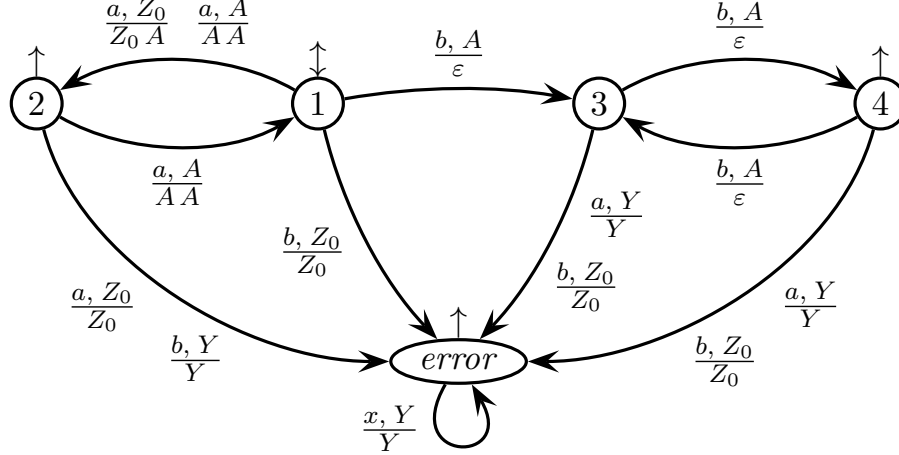 a, Z₀ / Z₀ A    a, A / A A
b, A / ε
b, A / ε
2    1    3    4
a, A / A A
b, A / ε
a, Y / Y
b, Z₀ / Z₀
b, Z₀ / Z₀
a, Z₀ / Z₀
a, Y / Y
b, Y / Y
b, Z₀ / Z₀
error
x, Y / Y